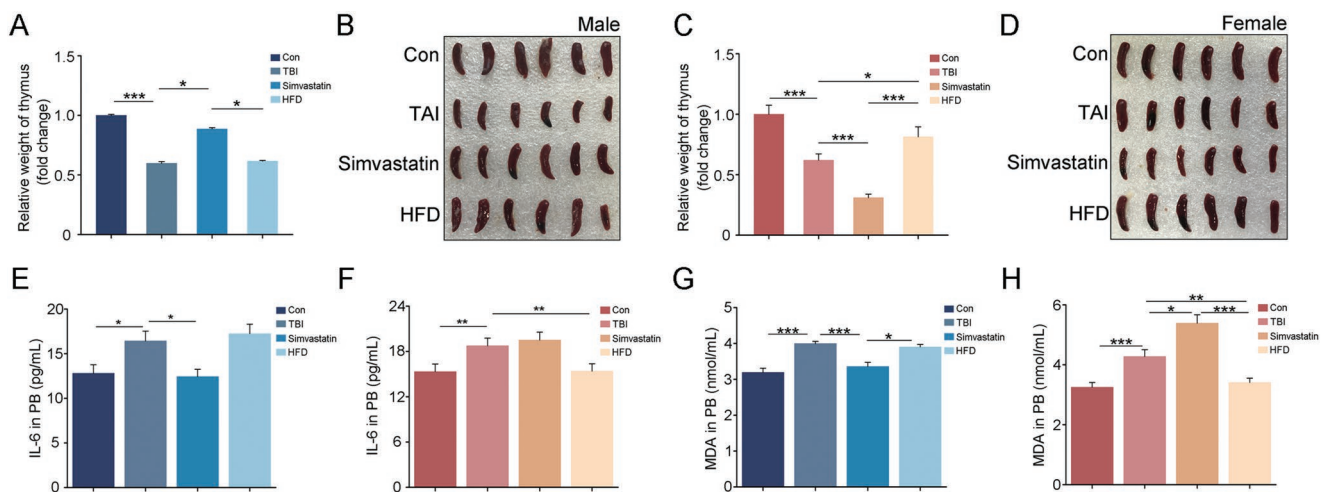 A
Relative weight of thymus
(fold change)
1.5
1.0
0.5
0
***
*
*
Con
TBI
Simvastatin
HFD
B
Male
Con
TAI
Simvastatin
HFD
C
Relative weight of thymus
(fold change)
1.5
1.0
0.5
0
***
***
*
***
Con
TBI
Simvastatin
HFD
D
Female
Con
TAI
Simvastatin
HFD
E
IL-6 in PB (pg/mL)
20
15
10
5
0
*
*
Con
TBI
Simvastatin
HFD
F
IL-6 in PB (pg/mL)
24
18
12
6
0
**
**
Con
TBI
Simvastatin
HFD
G
MDA in PB (nmol/mL)
5
4
3
2
1
0
***
***
*
Con
TBI
Simvastatin
HFD
H
MDA in PB (nmol/mL)
6
4
2
0
***
**
*
***
Con
TBI
Simvastatin
HFD